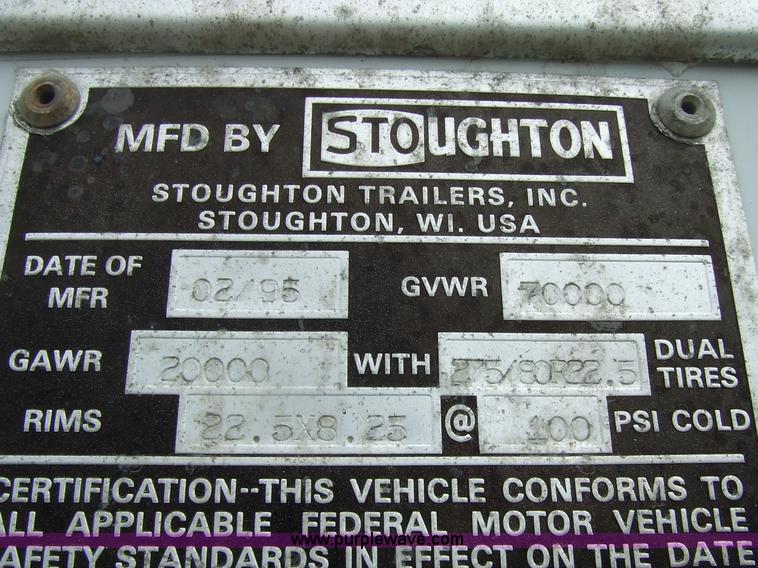 MFD BY STOUGHTON
STOUGHTON TRAILERS, INC.
STOUGHTON, WI. USA
DATE OF MFR 02/95 GVWR 70000
GAWR 20000 WITH 275/80R22.5 DUAL TIRES
RIMS 22.5X8.25 @ 100 PSI COLD
CERTIFICATION--THIS VEHICLE CONFORMS TO
ALL APPLICABLE FEDERAL MOTOR VEHICLE
SAFETY STANDARDS IN EFFECT ON THE DATE
www.purplewave.com